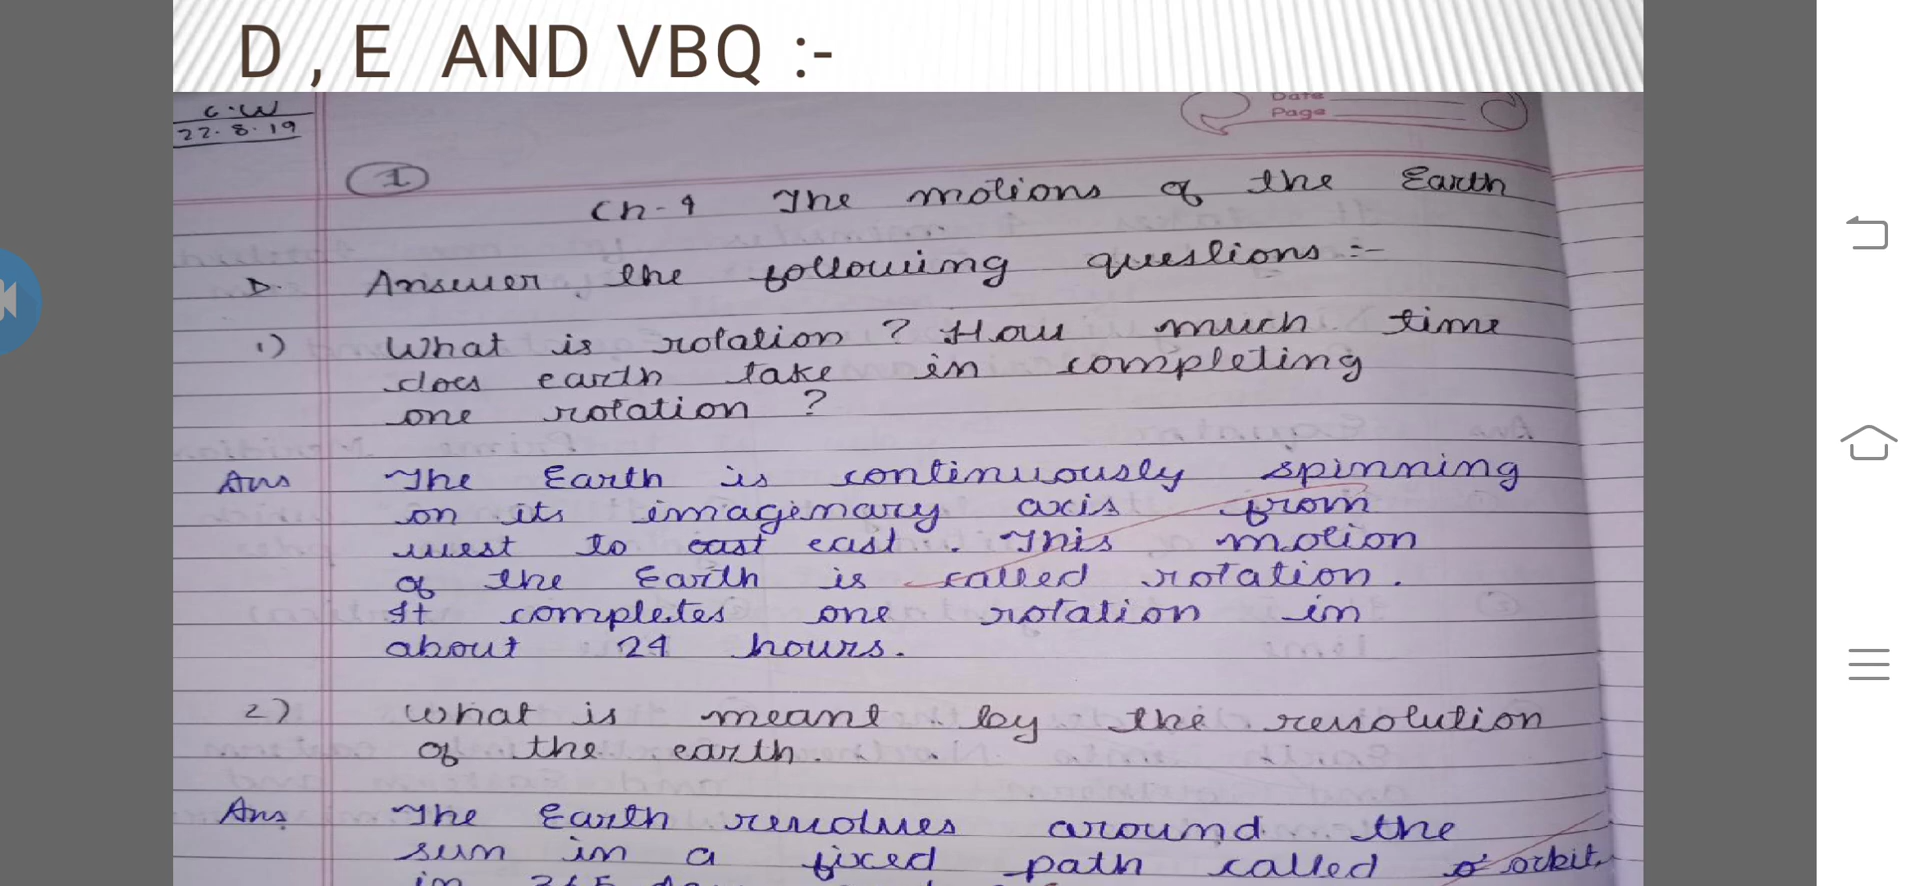 D , E AND VBQ :-
C.W
22.8.19
Date
Page
1
Ch-4 The motions of the Earth
D. Answer the following questions :-
1) What is rotation ? How much time
does earth take in completing
one rotation ?
Ans The Earth is continuously spinning
on its imaginary axis from
west to east east. This motion
of the Earth is called rotation.
It completes one rotation in
about 24 hours.
2) What is meant by the revolution
of the earth.
Ans The Earth revolves around the
sun in a fixed path called o orbit,
in 365